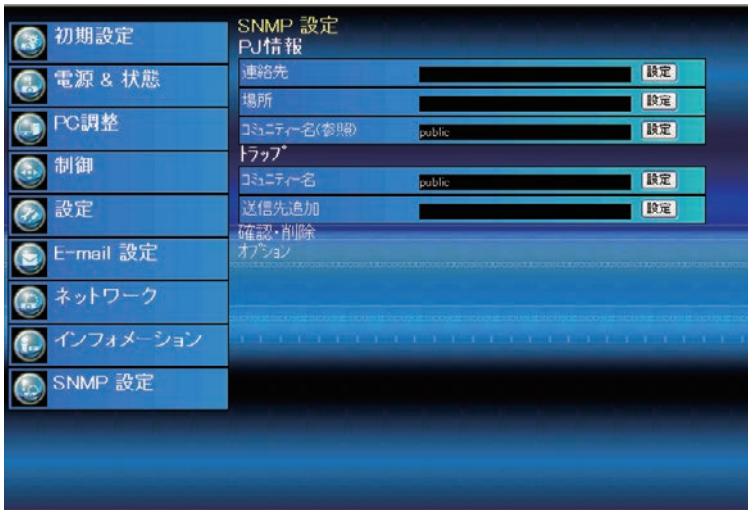 初期設定
電源 & 状態
PC調整
制御
設定
E-mail 設定
ネットワーク
インフォメーション
SNMP 設定
SNMP 設定
PJ情報
連絡先 設定
場所 設定
コミュニティー名(参照) public 設定
トラップ
コミュニティー名 public 設定
送信先追加 設定
確認・削除
オプション